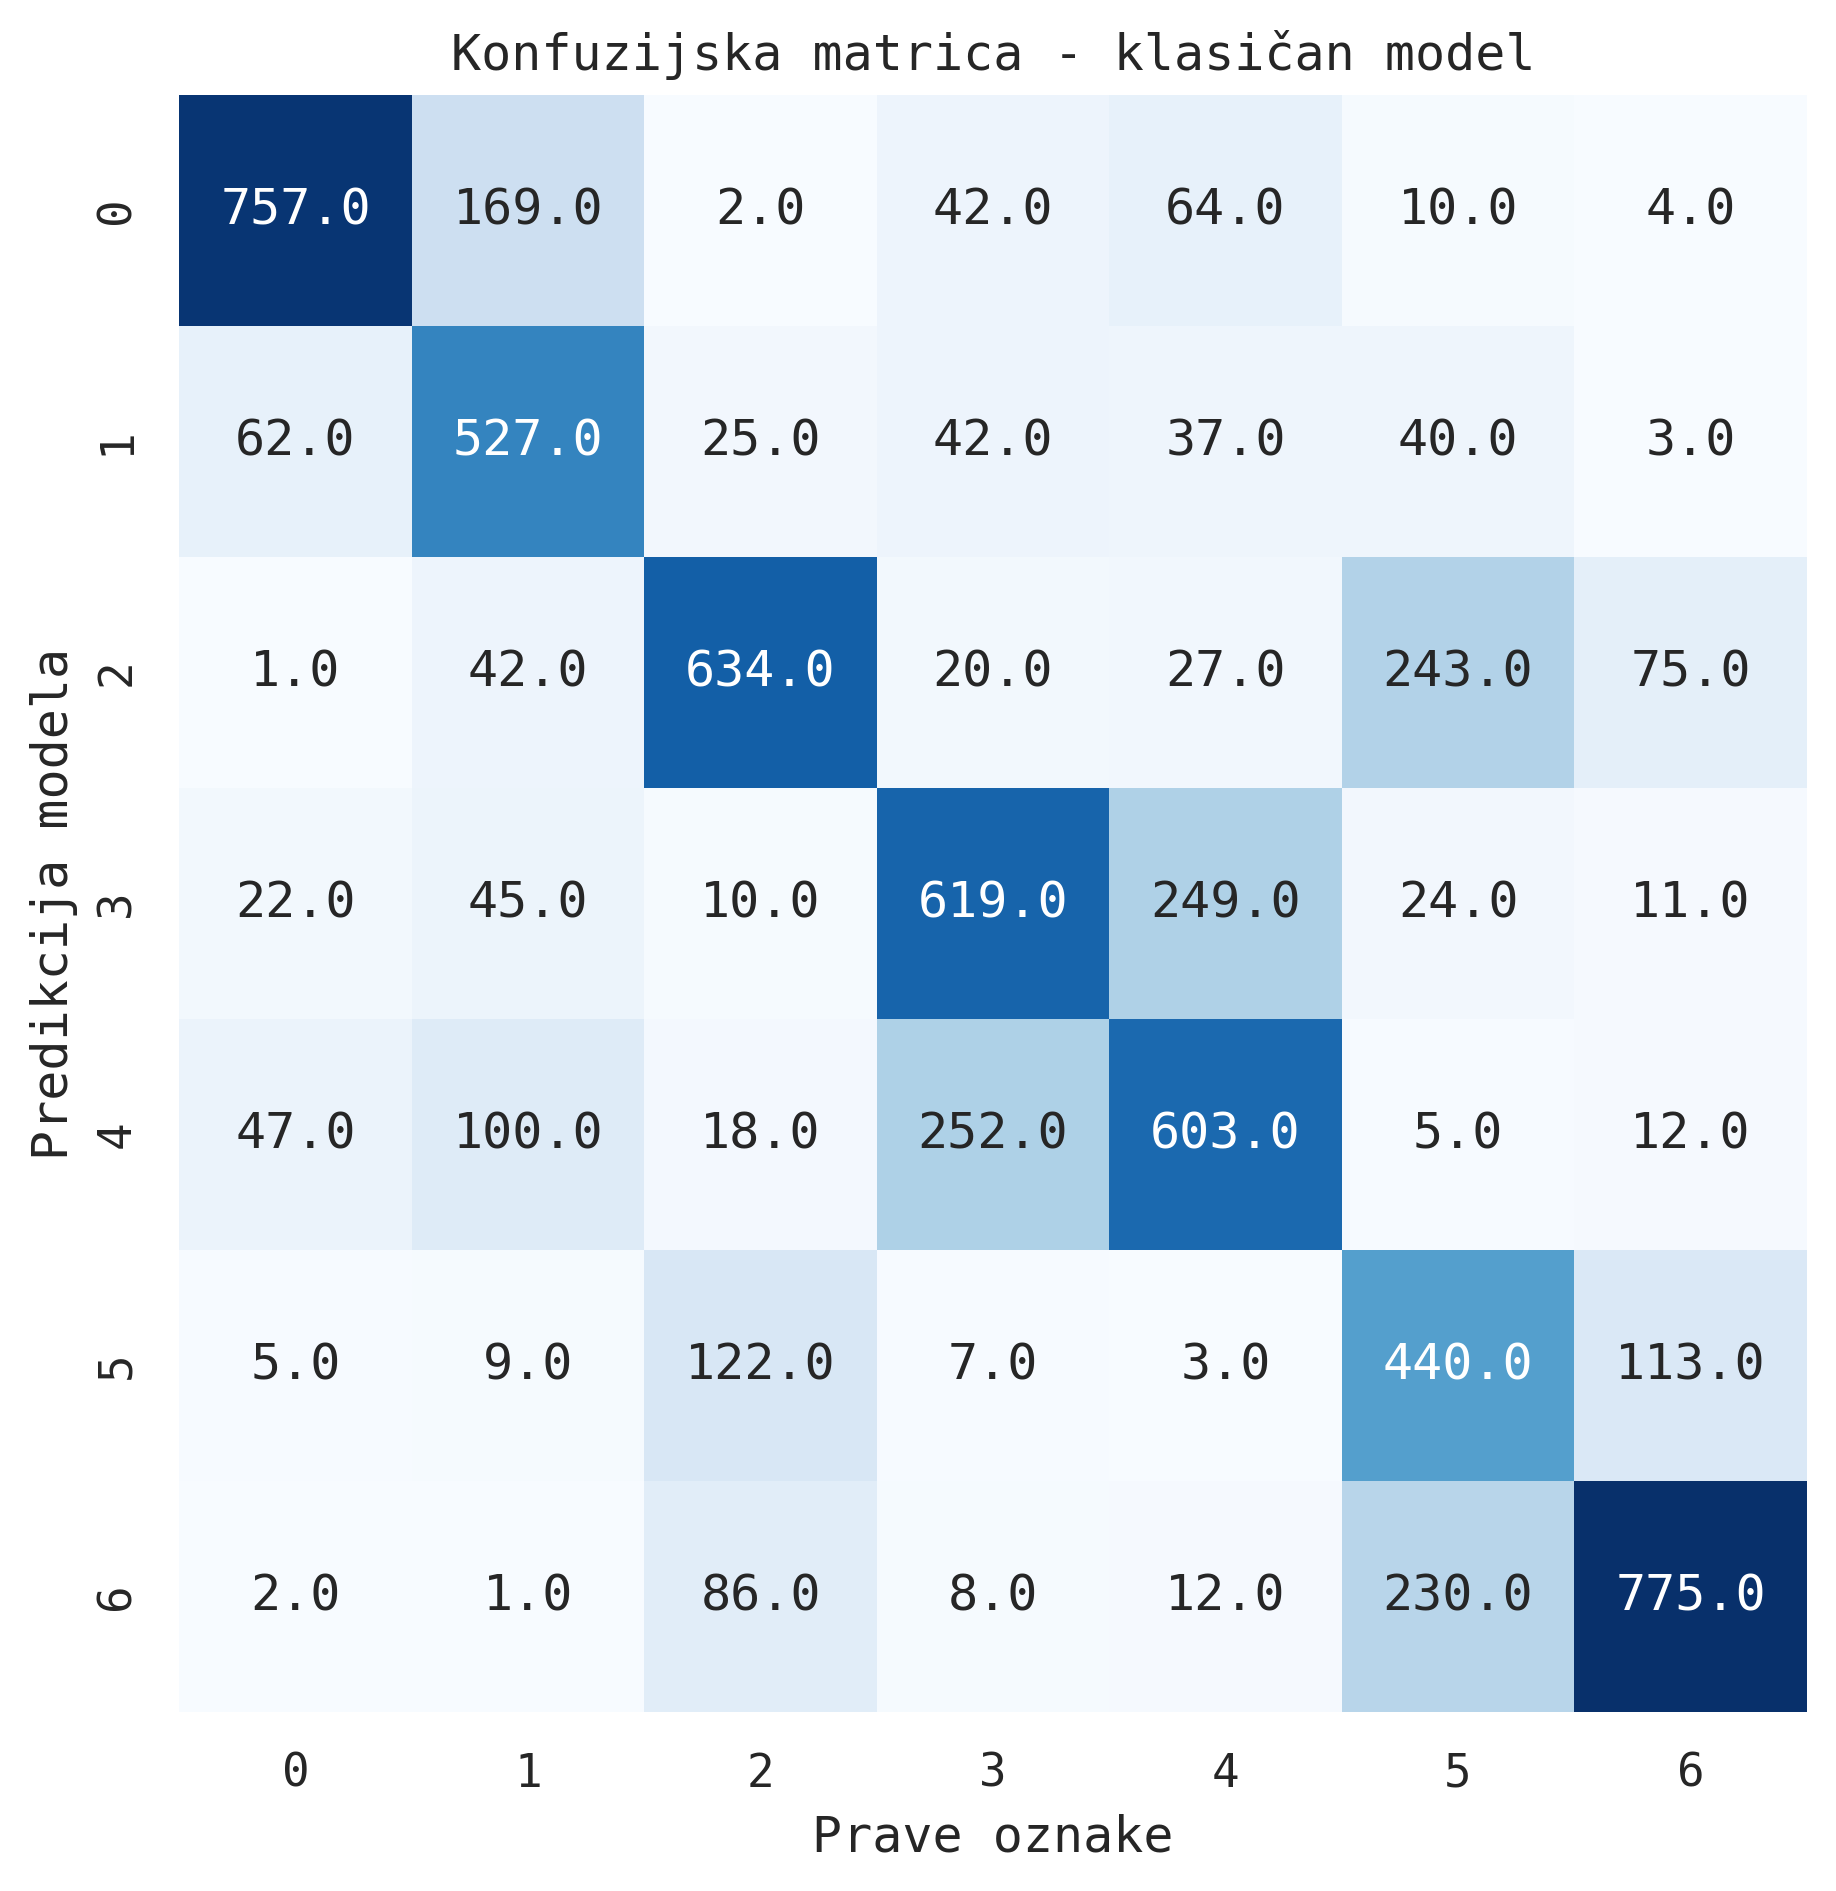 Konfuzijska matrica - klasičan model
Predikcija modela
0 757.0 169.0 2.0 42.0 64.0 10.0 4.0
1 62.0 527.0 25.0 42.0 37.0 40.0 3.0
2 1.0 42.0 634.0 20.0 27.0 243.0 75.0
3 22.0 45.0 10.0 619.0 249.0 24.0 11.0
4 47.0 100.0 18.0 252.0 603.0 5.0 12.0
5 5.0 9.0 122.0 7.0 3.0 440.0 113.0
6 2.0 1.0 86.0 8.0 12.0 230.0 775.0
0 1 2 3 4 5 6
Prave oznake